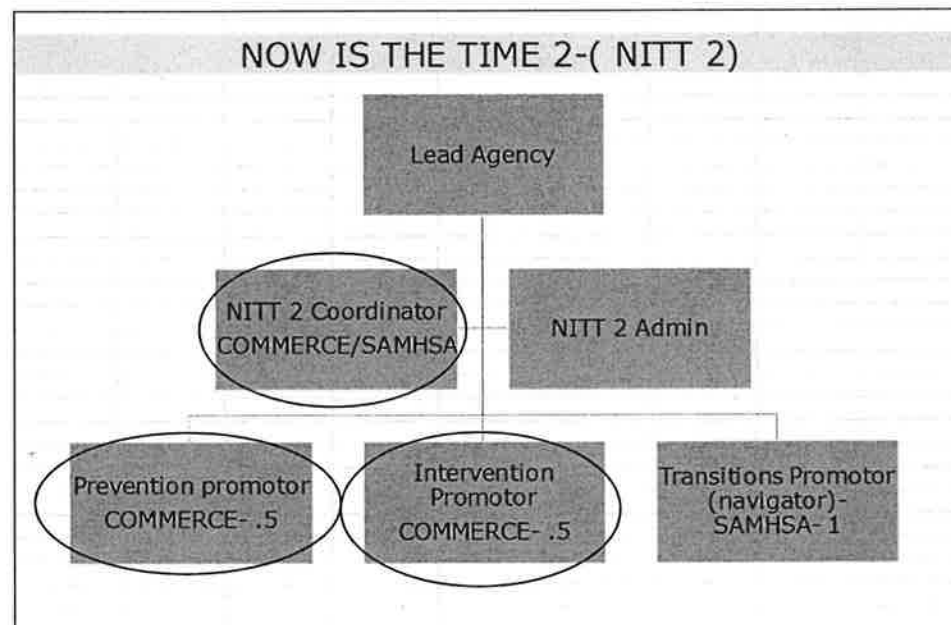 NOW IS THE TIME 2-( NITT 2)
Lead Agency
NITT 2 Coordinator
COMMERCE/SAMHSA
NITT 2 Admin
Prevention promotor
COMMERCE- .5
Intervention
Promotor
COMMERCE- .5
Transitions Promotor
(navigator)-
SAMHSA- 1